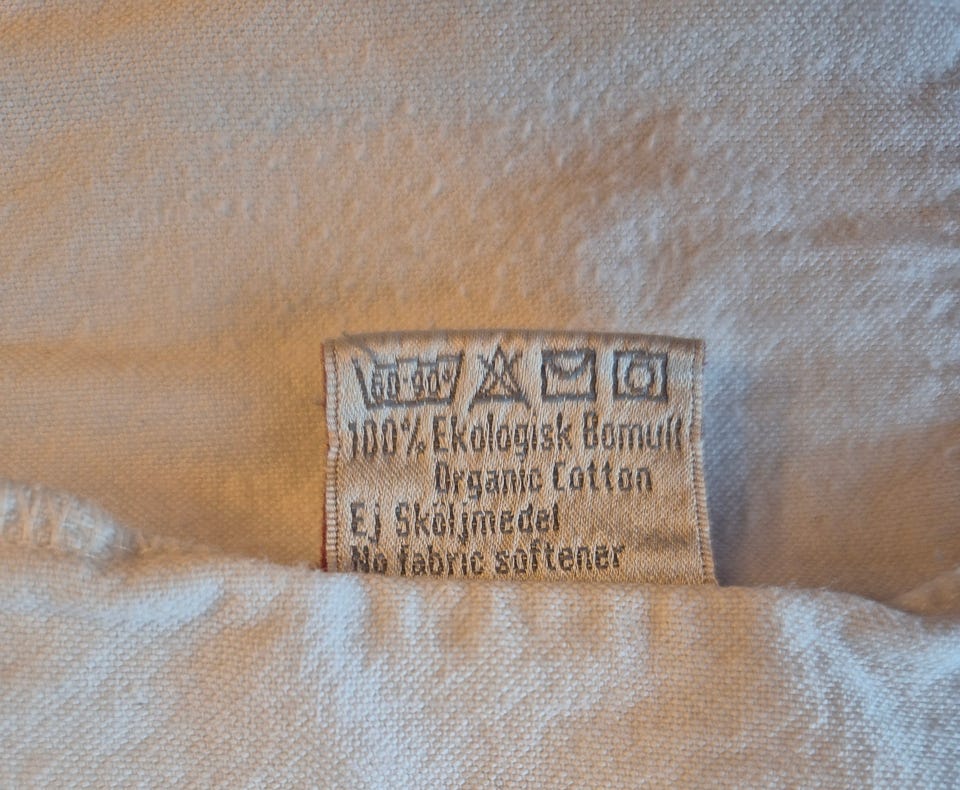 60-90°
100% Ekologisk Bomull
Organic Cotton
Ej Sköljmedel
No fabric softener